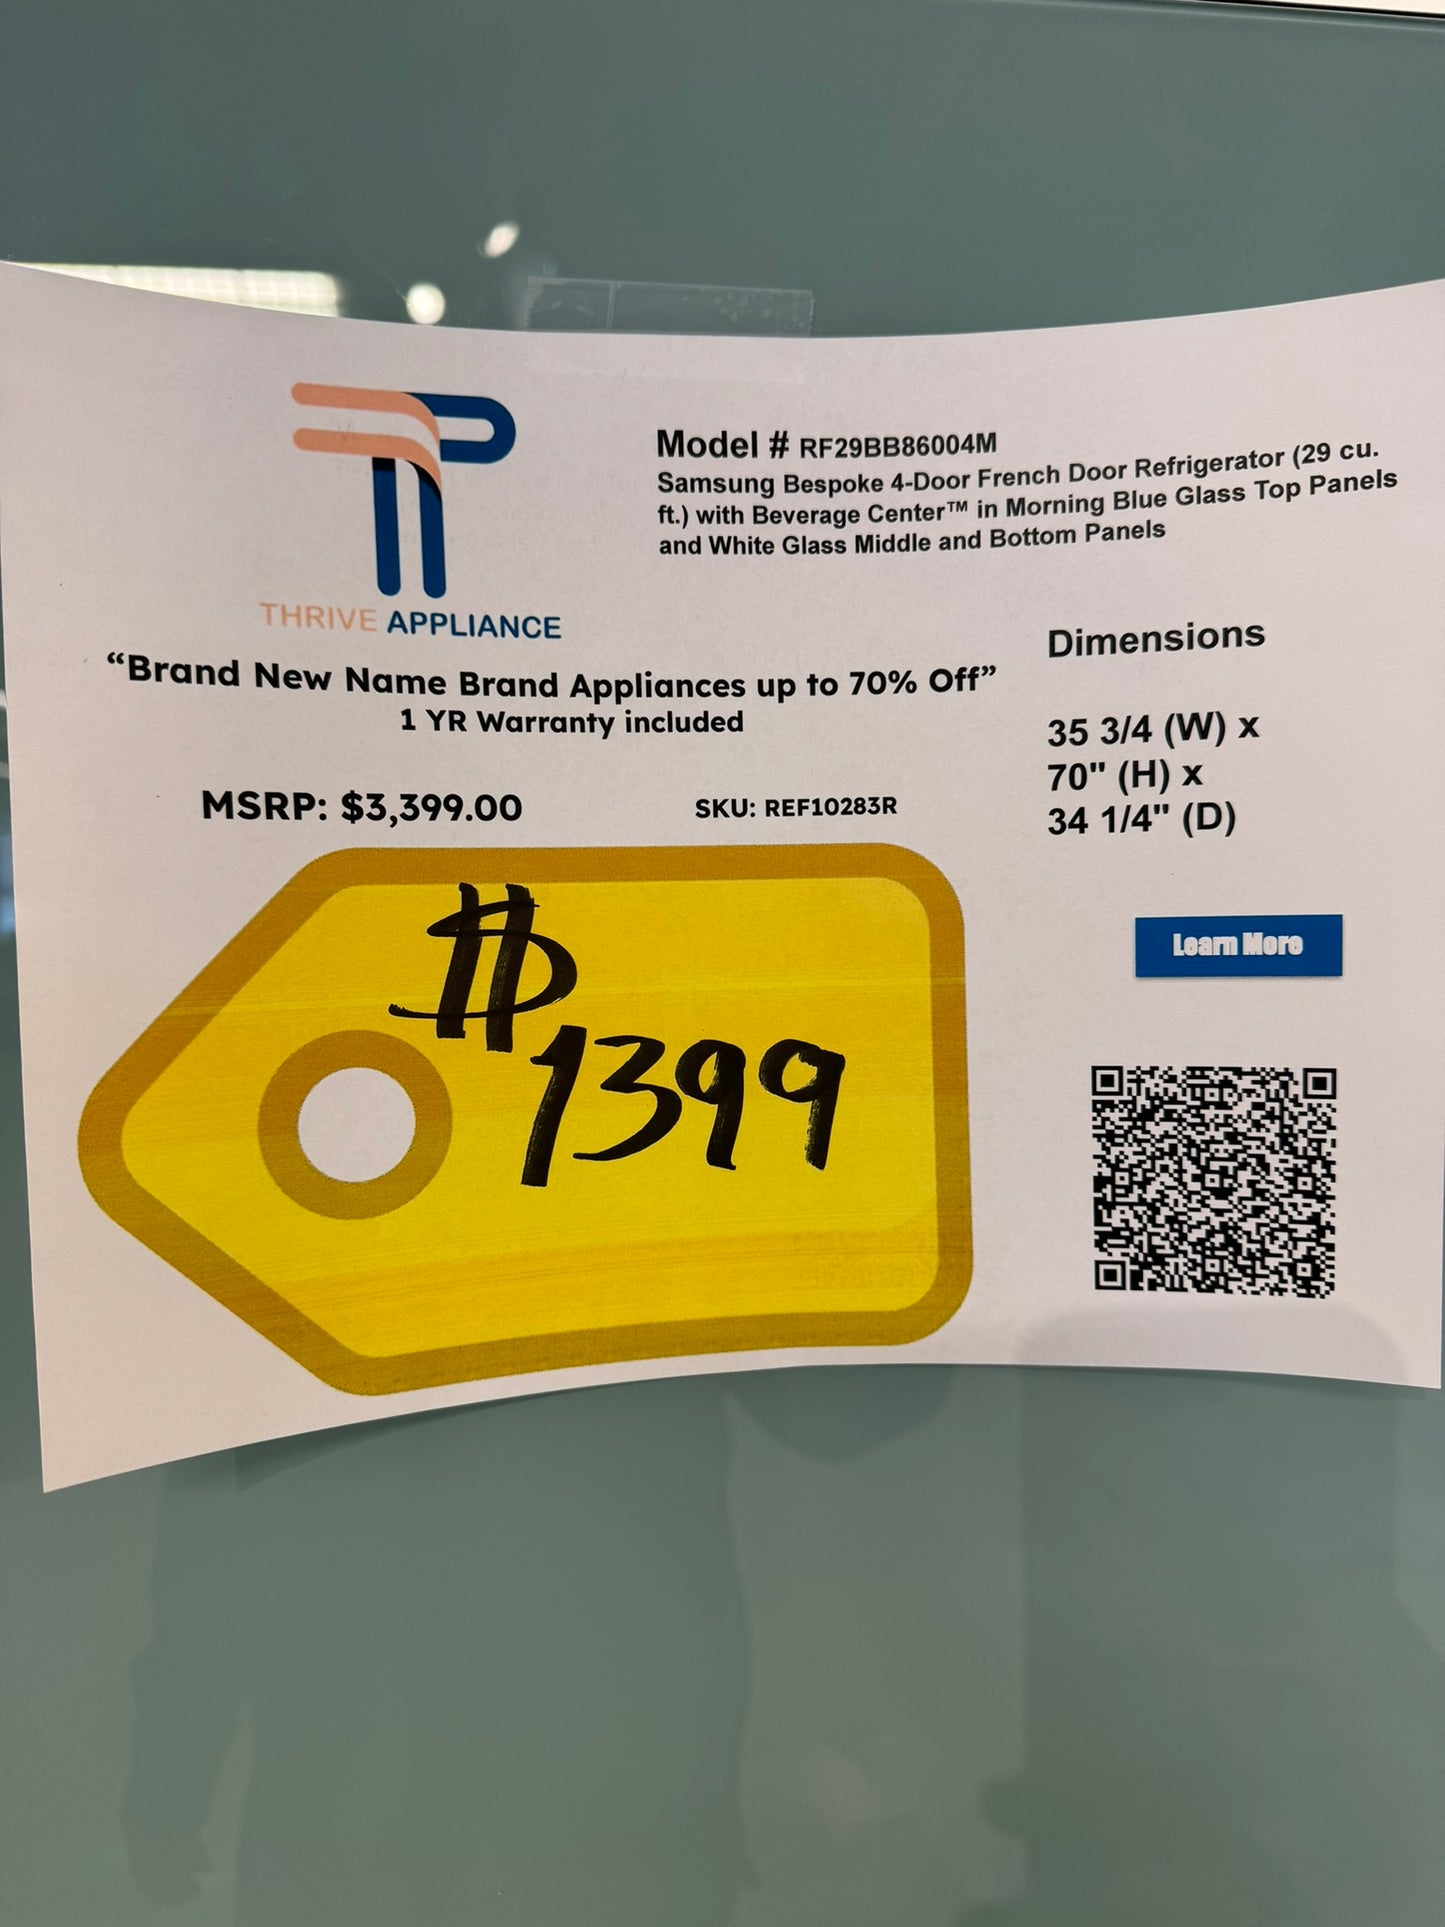 THRIVE APPLIANCE
Model # RF29BB86004M
Samsung Bespoke 4-Door French Door Refrigerator (29 cu.
ft.) with Beverage Center™ in Morning Blue Glass Top Panels
and White Glass Middle and Bottom Panels
“Brand New Name Brand Appliances up to 70% Off”
1 YR Warranty included
MSRP: $3,399.00
SKU: REF10283R
Dimensions
35 3/4 (W) x
70" (H) x
34 1/4" (D)
$1399
Learn More